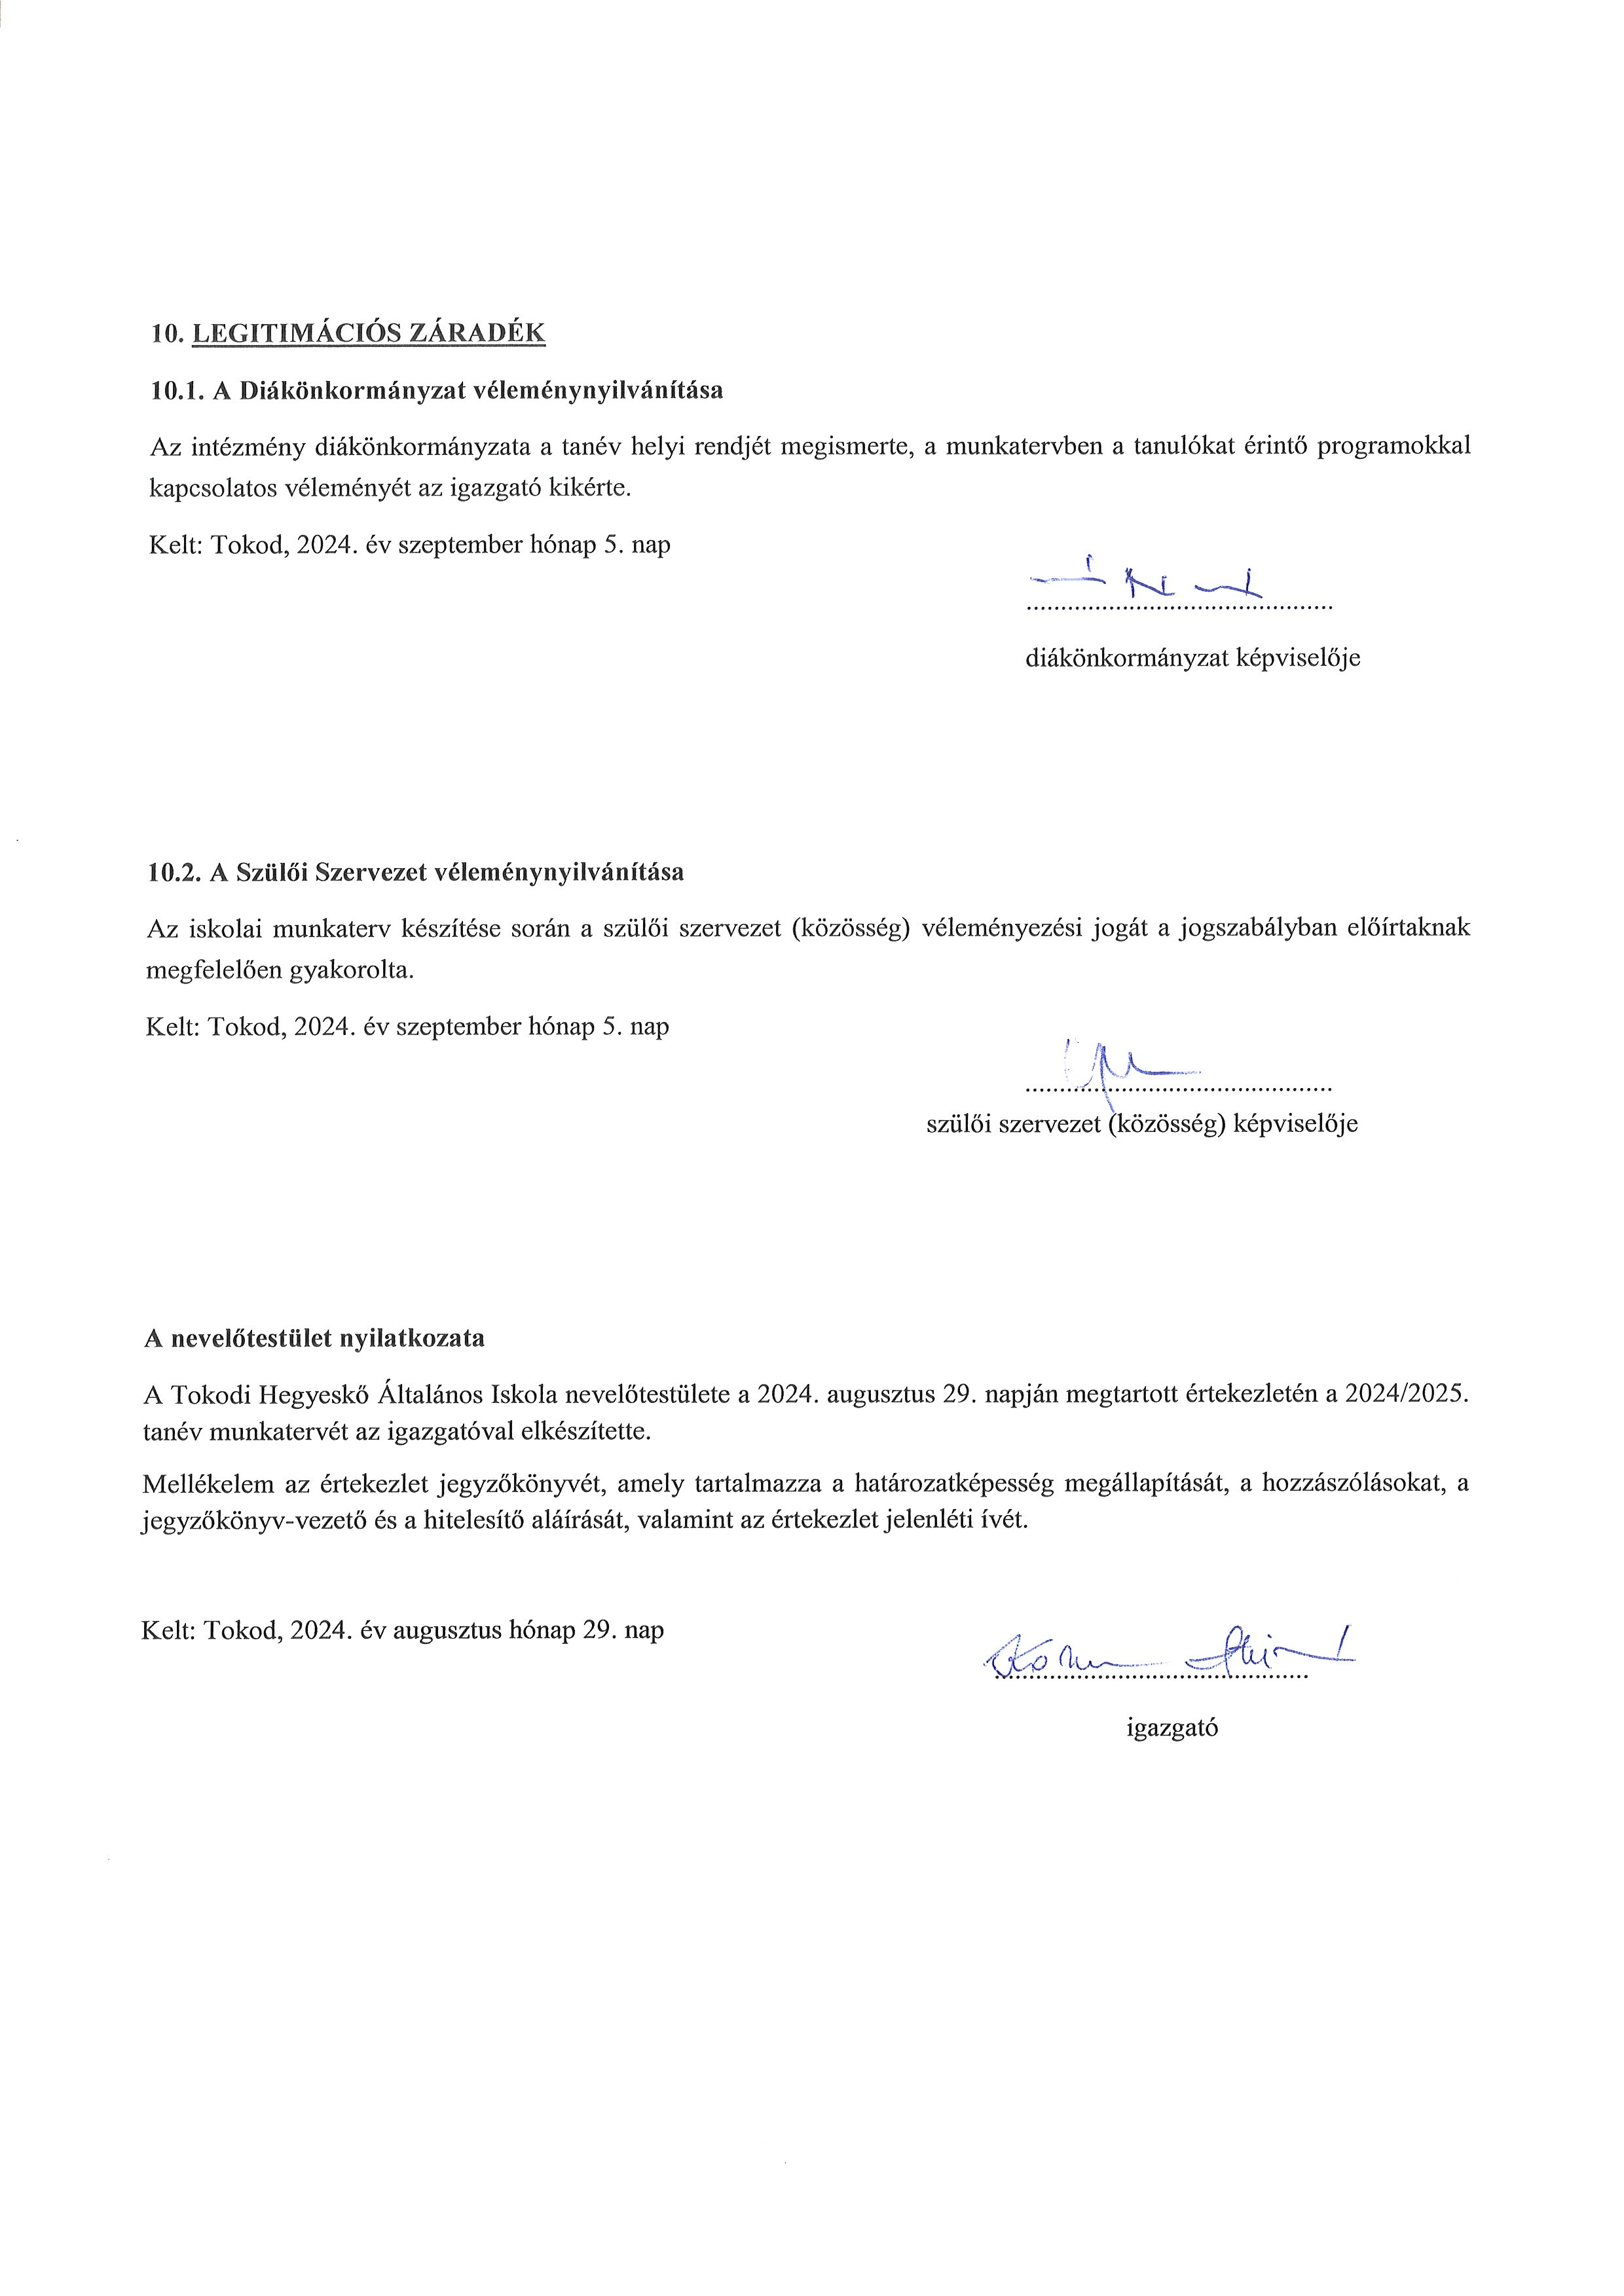 10. LEGITIMÁCIÓS ZÁRADÉK
10.1. A Diákönkormányzat véleménynyilvánítása
Az intézmény diákönkormányzata a tanév helyi rendjét megismerte, a munkatervben a tanulókat érintő programokkal
kapcsolatos véleményét az igazgató kikérte.
Kelt: Tokod, 2024. év szeptember hónap 5. nap
diákönkormányzat képviselője
10.2. A Szülői Szervezet véleménynyilvánítása
Az iskolai munkaterv készítése során a szülői szervezet (közösség) véleményezési jogát a jogszabályban előírtaknak
megfelelően gyakorolta.
Kelt: Tokod, 2024. év szeptember hónap 5. nap
szülői szervezet (közösség) képviselője
A nevelőtestület nyilatkozata
A Tokodi Hegyeskő Általános Iskola nevelőtestülete a 2024. augusztus 29. napján megtartott értekezletén a 2024/2025.
tanév munkatervét az igazgatóval elkészítette.
Mellékelem az értekezlet jegyzőkönyvét, amely tartalmazza a határozatképesség megállapítását, a hozzászólásokat, a
jegyzőkönyv-vezető és a hitelesítő aláírását, valamint az értekezlet jelenléti ívét.
Kelt: Tokod, 2024. év augusztus hónap 29. nap
igazgató